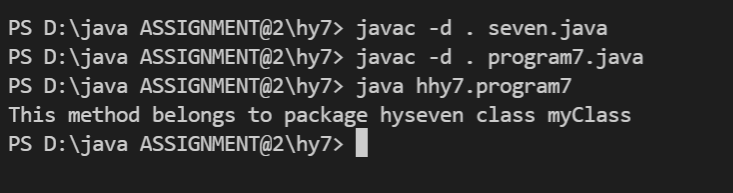 PS D:\java ASSIGNMENT@2\hy7> javac -d . seven.java
PS D:\java ASSIGNMENT@2\hy7> javac -d . program7.java
PS D:\java ASSIGNMENT@2\hy7> java hhy7.program7
This method belongs to package hyseven class myClass
PS D:\java ASSIGNMENT@2\hy7>